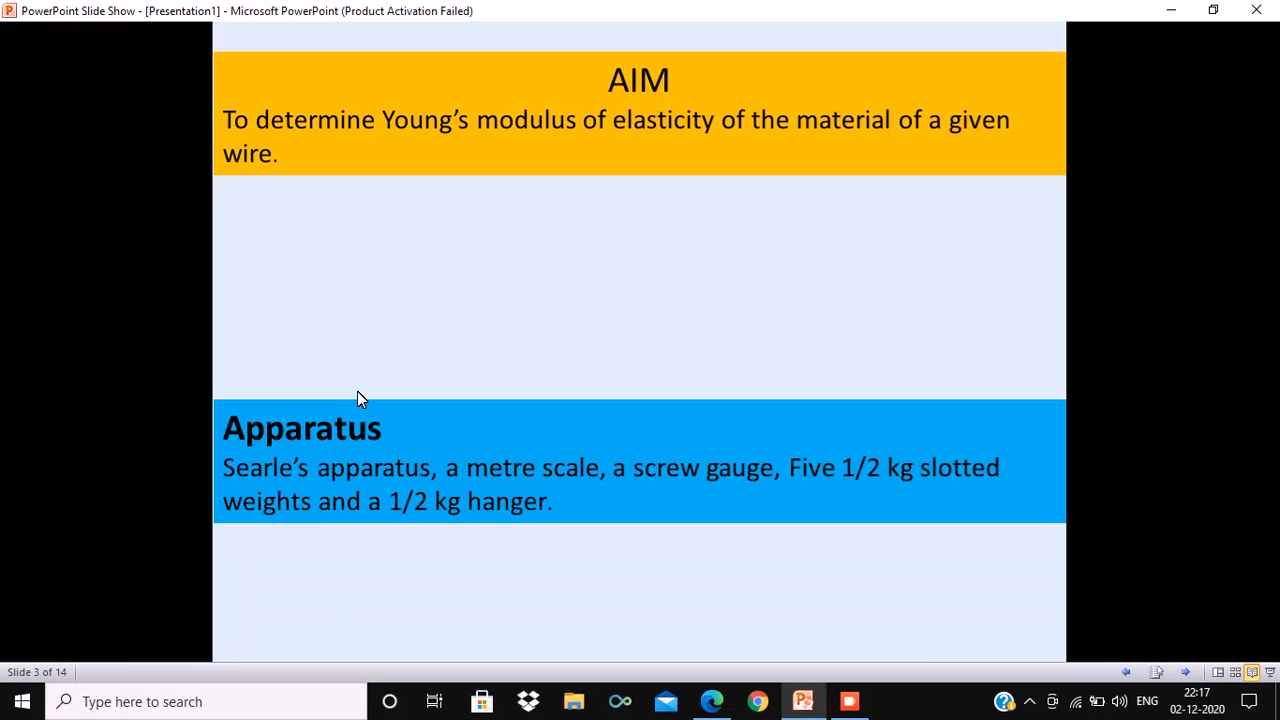 PowerPoint Slide Show - [Presentation1] - Microsoft PowerPoint (Product Activation Failed)
AIM
To determine Young's modulus of elasticity of the material of a given
wire.
Apparatus
Searle's apparatus, a metre scale, a screw gauge, Five 1/2 kg slotted
weights and a 1/2 kg hanger.
Slide 3 of 14
Type here to search
ENG
22:17
02-12-2020